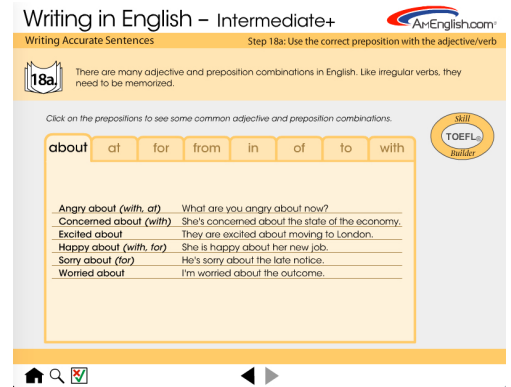 Writing in English – Intermediate+
AMEnglish.com®
Writing Accurate Sentences
Step 18a: Use the correct preposition with the adjective/verb
18a.
There are many adjective and preposition combinations in English. Like irregular verbs, they
need to be memorized.
Click on the prepositions to see some common adjective and preposition combinations.
Skill
TOEFL®
Builder
about at for from in of to with
Angry about (with, at) What are you angry about now?
Concerned about (with) She's concerned about the state of the economy.
Excited about They are excited about moving to London.
Happy about (with, for) She is happy about her new job.
Sorry about (for) He's sorry about the late notice.
Worried about I'm worried about the outcome.